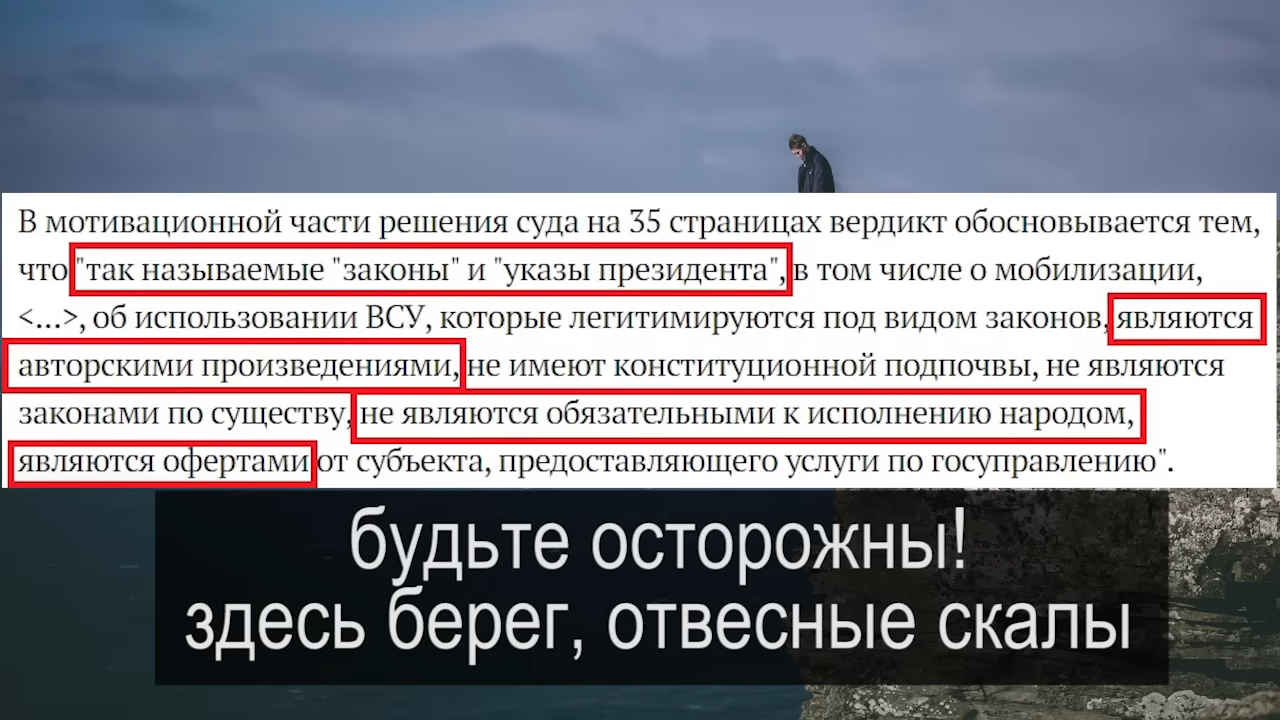 В мотивационной части решения суда на 35 страницах вердикт обосновывается тем,
что "так называемые "законы" и "указы президента", в том числе о мобилизации,
<...>, об использовании ВСУ, которые легитимируются под видом законов, являются
авторскими произведениями, не имеют конституционной подпочвы, не являются
законами по существу, не являются обязательными к исполнению народом,
являются офертами от субъекта, предоставляющего услуги по госуправлению".
будьте осторожны!
здесь берег, отвесные скалы